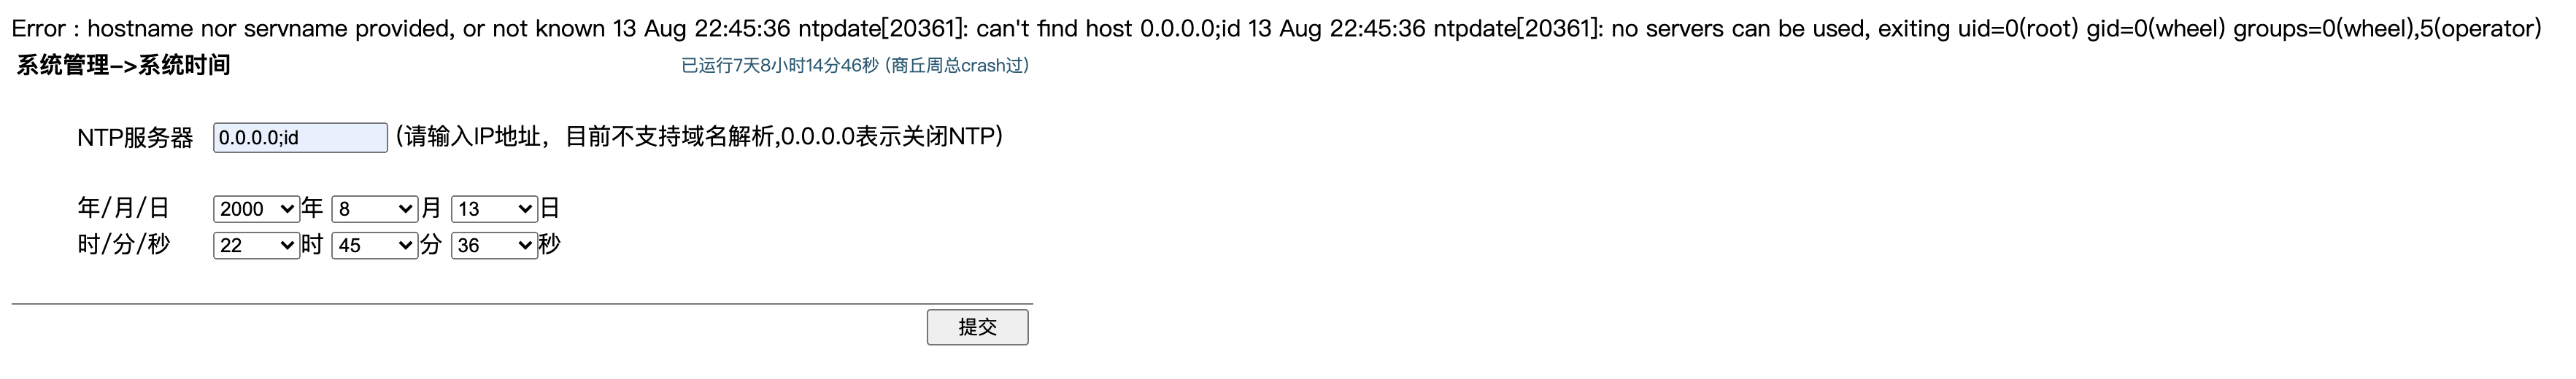 Error : hostname nor servname provided, or not known 13 Aug 22:45:36 ntpdate[20361]: can't find host 0.0.0.0;id 13 Aug 22:45:36 ntpdate[20361]: no servers can be used, exiting uid=0(root) gid=0(wheel) groups=0(wheel),5(operator)
系统管理–>系统时间 已运行7天8小时14分46秒 (商丘周总crash过)
NTP服务器 0.0.0.0;id (请输入IP地址，目前不支持域名解析,0.0.0.0表示关闭NTP)
年/月/日 2000 年 8 月 13 日
时/分/秒 22 时 45 分 36 秒
提交